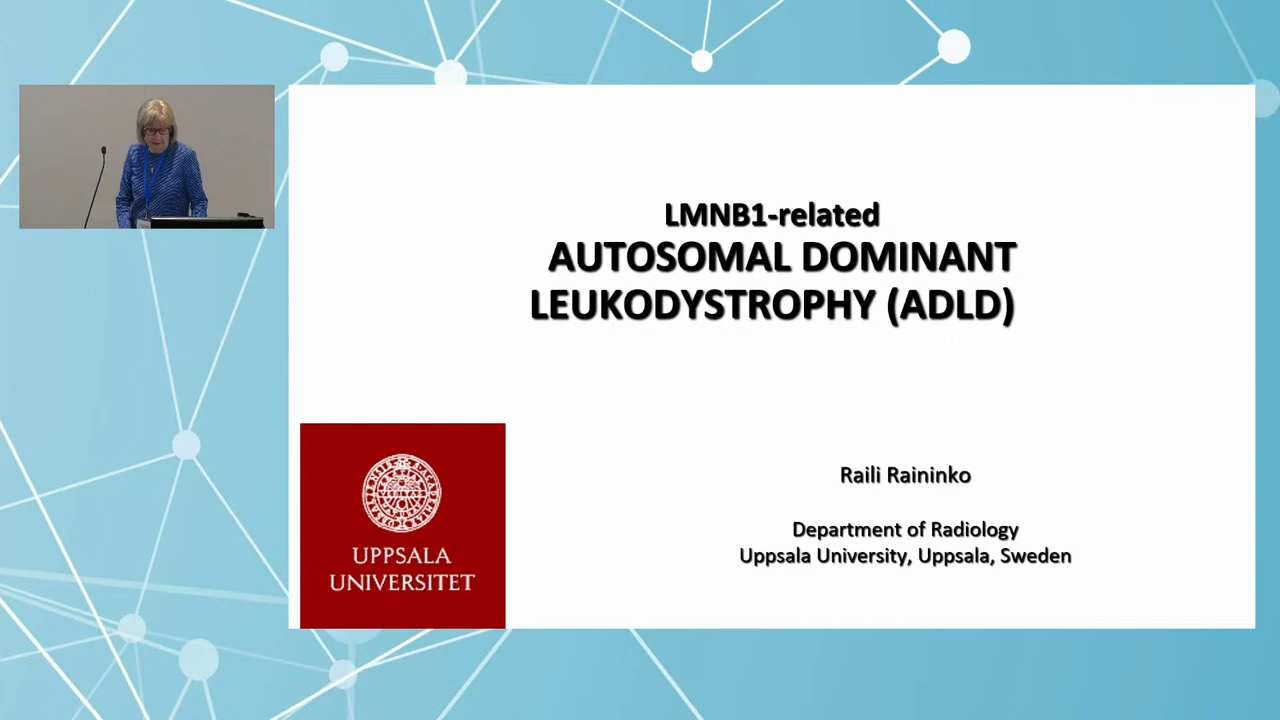 LMNB1-related
AUTOSOMAL DOMINANT
LEUKODYSTROPHY (ADLD)
Raili Raininko
Department of Radiology
Uppsala University, Uppsala, Sweden
UPPSALA
UNIVERSITET